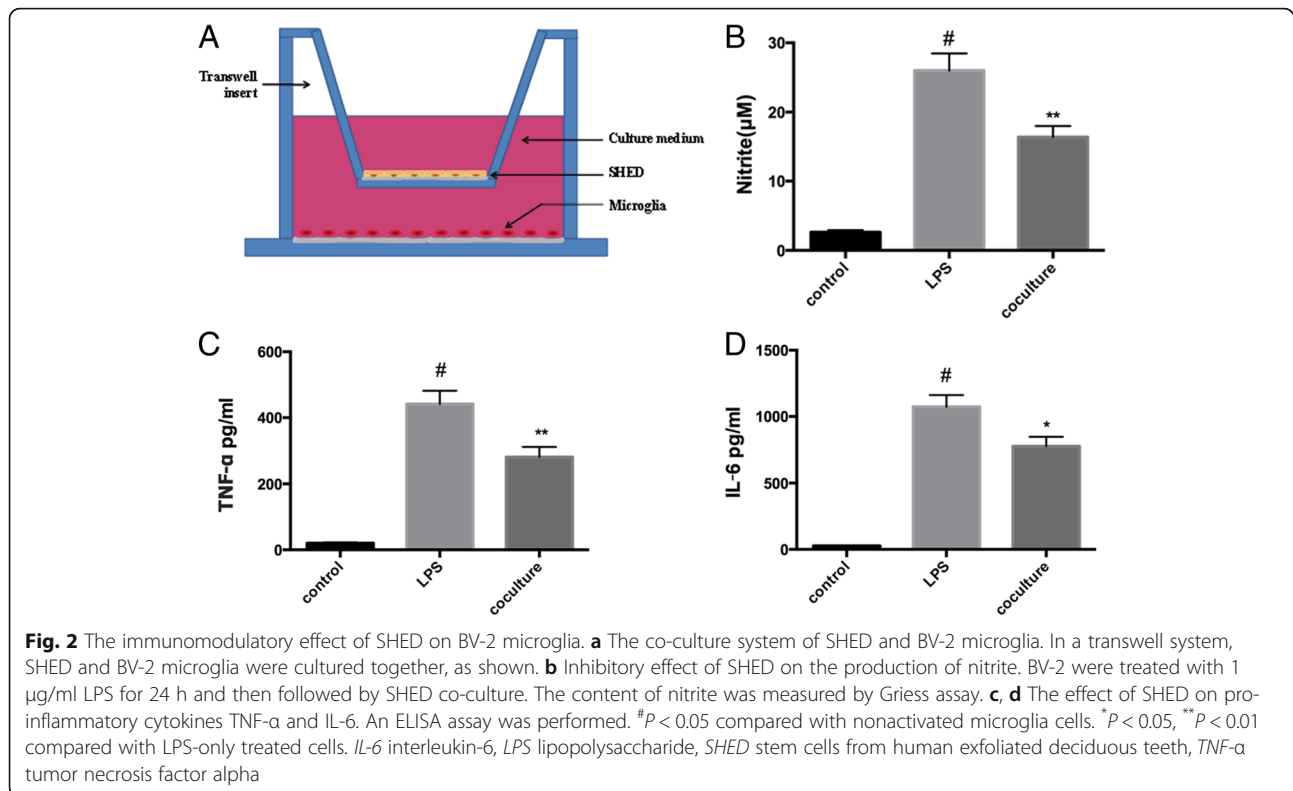 A
Transwell
insert
Culture medium
SHED
Microglia
B
Nitrite(µM)
30
20
10
0
#
**
control
LPS
coculture
C
TNF-α pg/ml
600
400
200
0
#
**
control
LPS
coculture
D
IL-6 pg/ml
1500
1000
500
0
#
*
control
LPS
coculture
Fig. 2 The immunomodulatory effect of SHED on BV-2 microglia. a The co-culture system of SHED and BV-2 microglia. In a transwell system,
SHED and BV-2 microglia were cultured together, as shown. b Inhibitory effect of SHED on the production of nitrite. BV-2 were treated with 1
µg/ml LPS for 24 h and then followed by SHED co-culture. The content of nitrite was measured by Griess assay. c, d The effect of SHED on pro-
inflammatory cytokines TNF-α and IL-6. An ELISA assay was performed. #P < 0.05 compared with nonactivated microglia cells. *P < 0.05, **P < 0.01
compared with LPS-only treated cells. IL-6 interleukin-6, LPS lipopolysaccharide, SHED stem cells from human exfoliated deciduous teeth, TNF-α
tumor necrosis factor alpha